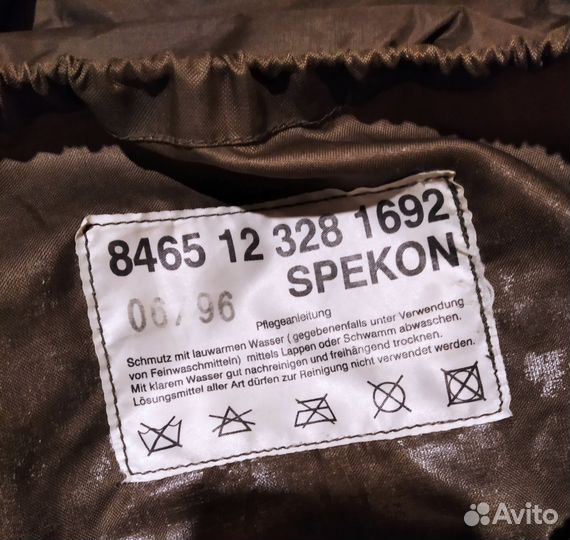 8465 12 328 1692
SPEKON
06/96
Pflegeanleitung
Schmutz mit lauwarmen Wasser (gegebenenfalls unter Verwendung
von Feinwaschmitteln) mittels Lappen oder Schwamm abwaschen.
Mit klarem Wasser gut nachreinigen und freihängend trocknen.
Lösungsmittel aller Art dürfen zur Reinigung nicht verwendet werden.
Avito